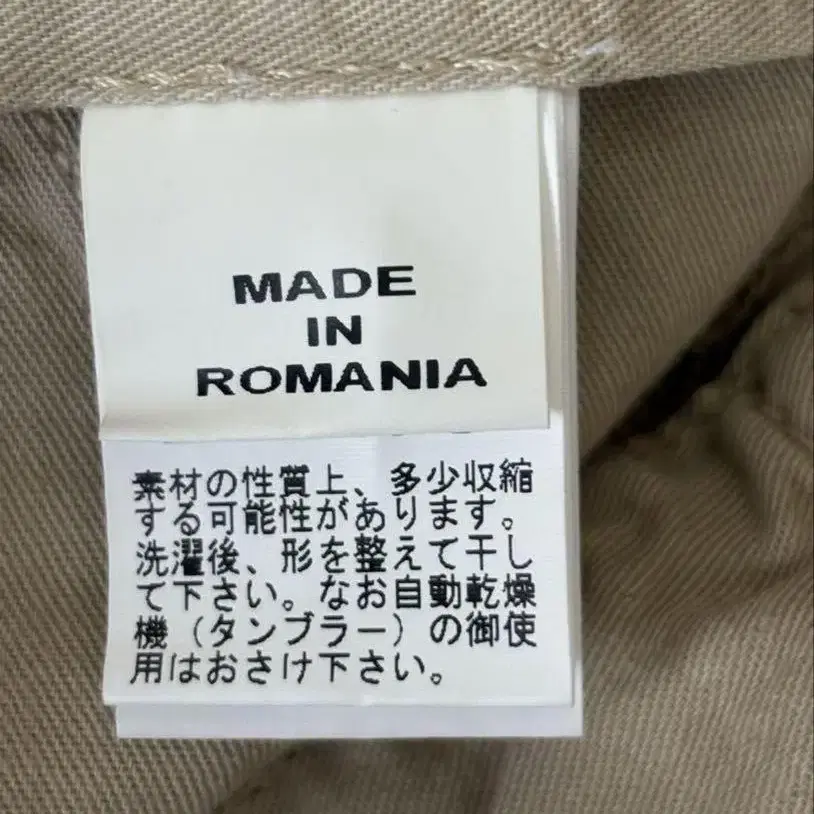 MADE
IN
ROMANIA
素材の性質上、多少収縮
する可能性があります。
洗濯後、形を整えて干し
て下さい。なお自動乾燥
機（タンブラー）の御使
用はおさけ下さい。